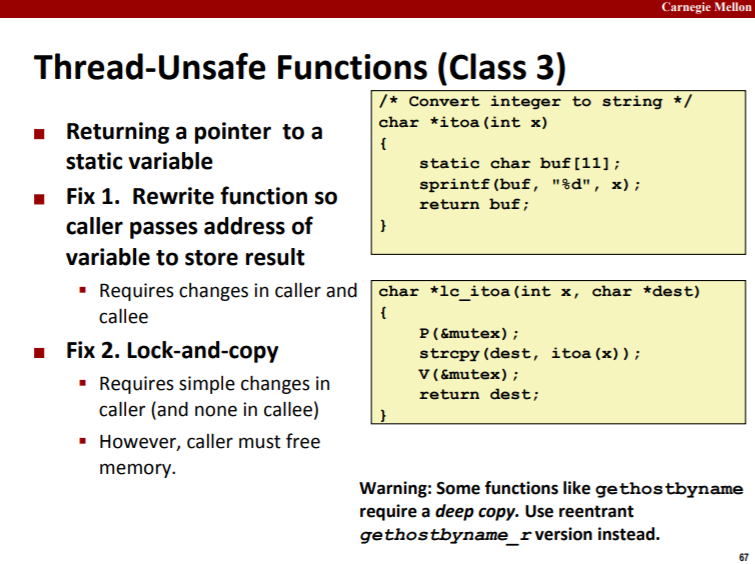 Carnegie Mellon
Thread-Unsafe Functions (Class 3)
■ Returning a pointer to a
static variable
■ Fix 1. Rewrite function so
caller passes address of
variable to store result
▪ Requires changes in caller and
callee
■ Fix 2. Lock-and-copy
▪ Requires simple changes in
caller (and none in callee)
▪ However, caller must free
memory.
/* Convert integer to string */
char *itoa(int x)
{
    static char buf[11];
    sprintf(buf, "%d", x);
    return buf;
}
char *lc_itoa(int x, char *dest)
{
    P(&mutex);
    strcpy(dest, itoa(x));
    V(&mutex);
    return dest;
}
Warning: Some functions like gethostbyname
require a deep copy. Use reentrant
gethostbyname_r version instead.
67